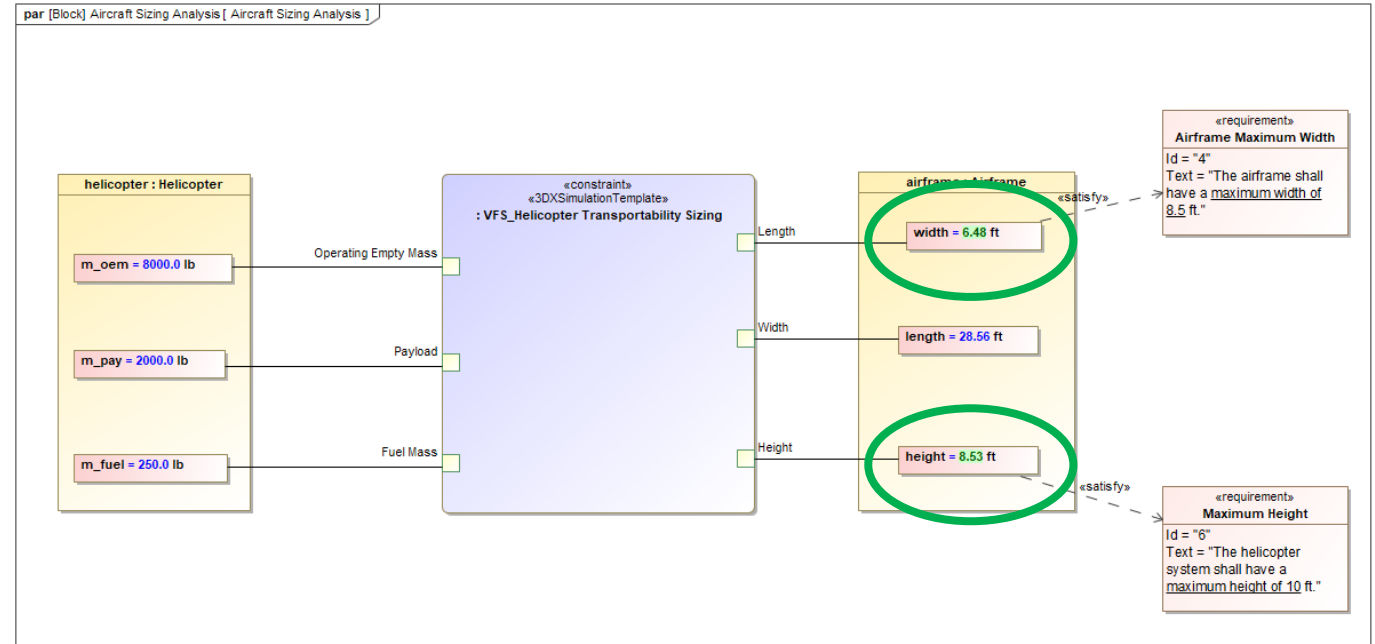 par [Block] Aircraft Sizing Analysis [ Aircraft Sizing Analysis ]
helicopter : Helicopter
m_oem = 8000.0 lb
m_pay = 2000.0 lb
m_fuel = 250.0 lb
Operating Empty Mass
Payload
Fuel Mass
«constraint»
«3DXSimulationTemplate»
: VFS_Helicopter Transportability Sizing
Length
Width
Height
airframe : Airframe
width = 6.48 ft
length = 28.56 ft
height = 8.53 ft
«satisfy»
«satisfy»
«requirement»
Airframe Maximum Width
Id = "4"
Text = "The airframe shall
have a maximum width of
8.5 ft."
«requirement»
Maximum Height
Id = "6"
Text = "The helicopter
system shall have a
maximum height of 10 ft."